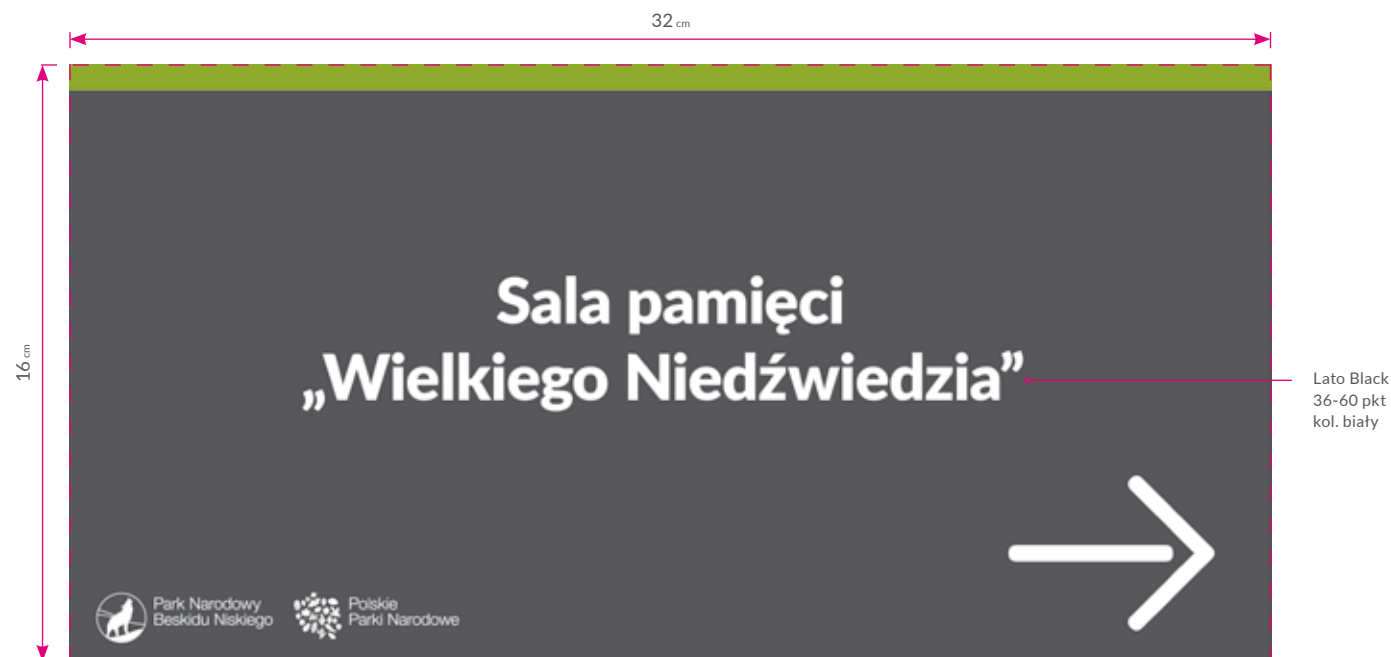 32 cm
16 cm
Sala pamięci
„Wielkiego Niedźwiedzia”
Lato Black
36-60 pkt
kol. biały
Park Narodowy
Beskidu Niskiego
Polskie
Parki Narodowe